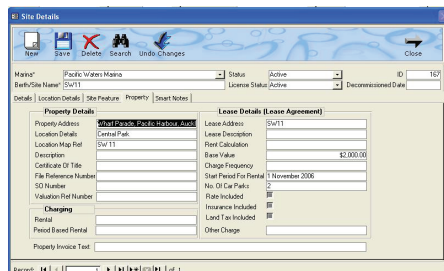 Site Details
New Save Delete Search Undo Changes Close
Marina* Pacific Waters Marina Status Active ID 167
Berth/Site Name* SW11 License Status Active Decommissioned Date
Details Location Details Site Feature Property Smart Notes
Property Details Lease Details (Lease Agreement)
Property Address Wharf Parade, Pacific Harbour, Auckl Lease Address SW11
Location Details Central Park Lease Description
Location Map Ref SW 11 Rent Calculation
Description Base Value $2,000.00
Certificate Of Title Charge Frequency
File Reference Number Start Period For Rental 1 November 2006
SO Number No. Of Car Parks 2
Valuation Ref Number Rate Included
Charging Insurance Included
Rental Land Tax Included
Period Based Rental Other Charge
Property Invoice Text
Record: 1 of 1